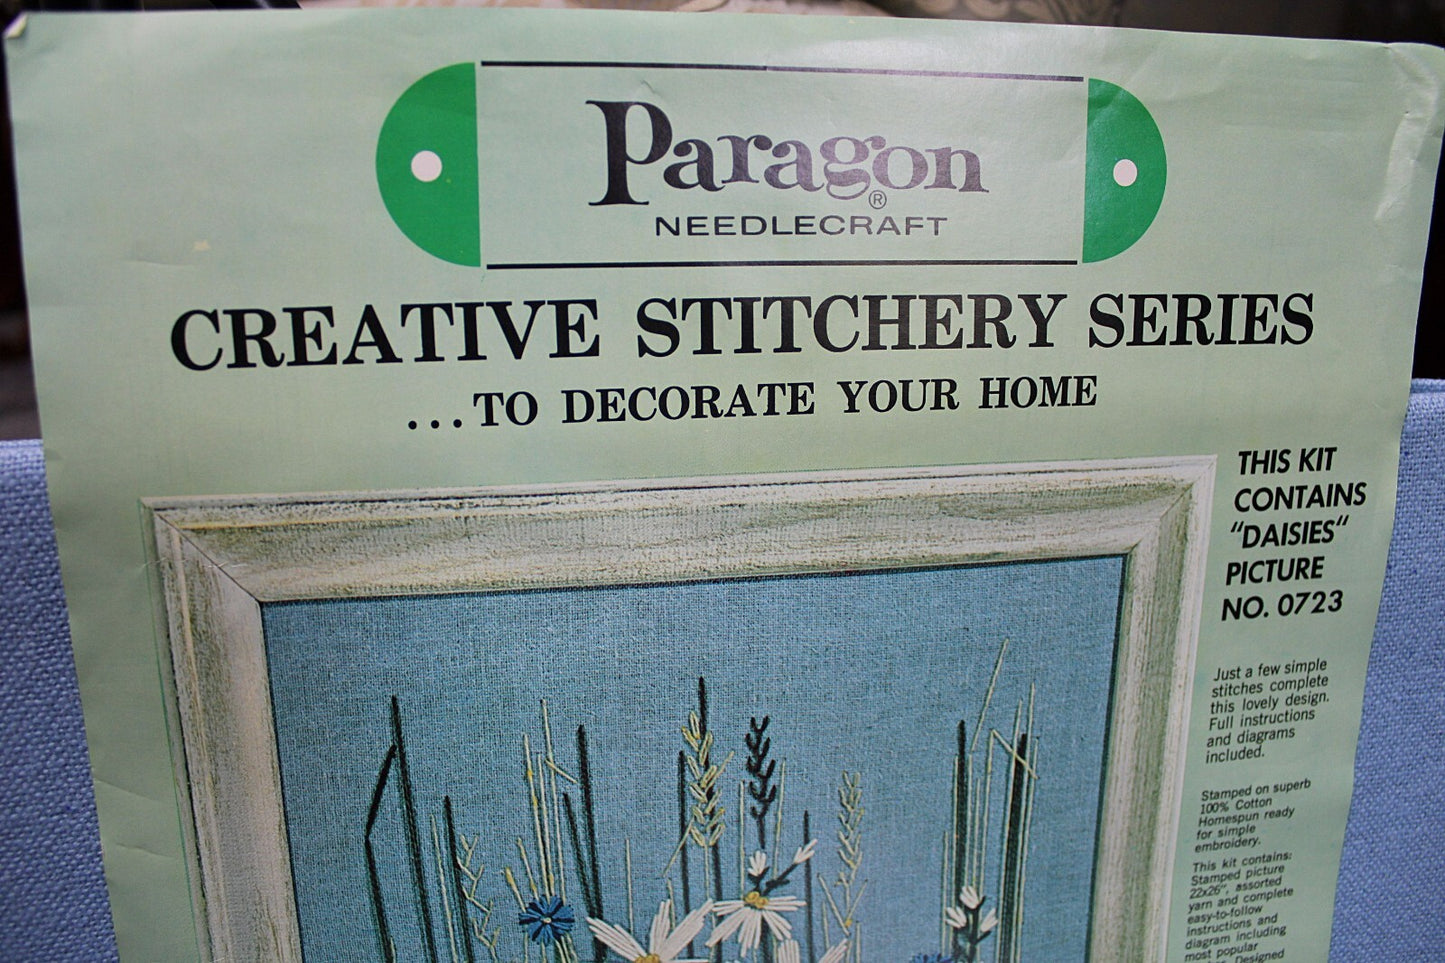 Paragon®
NEEDLECRAFT
CREATIVE STITCHERY SERIES
...TO DECORATE YOUR HOME
THIS KIT
CONTAINS
"DAISIES"
PICTURE
NO. 0723
Just a few simple
stitches complete
this lovely design.
Full instructions
and diagrams
included.
Stamped on superb
100% Cotton
Homespun ready
for simple
embroidery.
This kit contains:
Stamped picture
22x26", assorted
yarn and complete
easy-to-follow
instructions and
diagram including
most popular
Designed